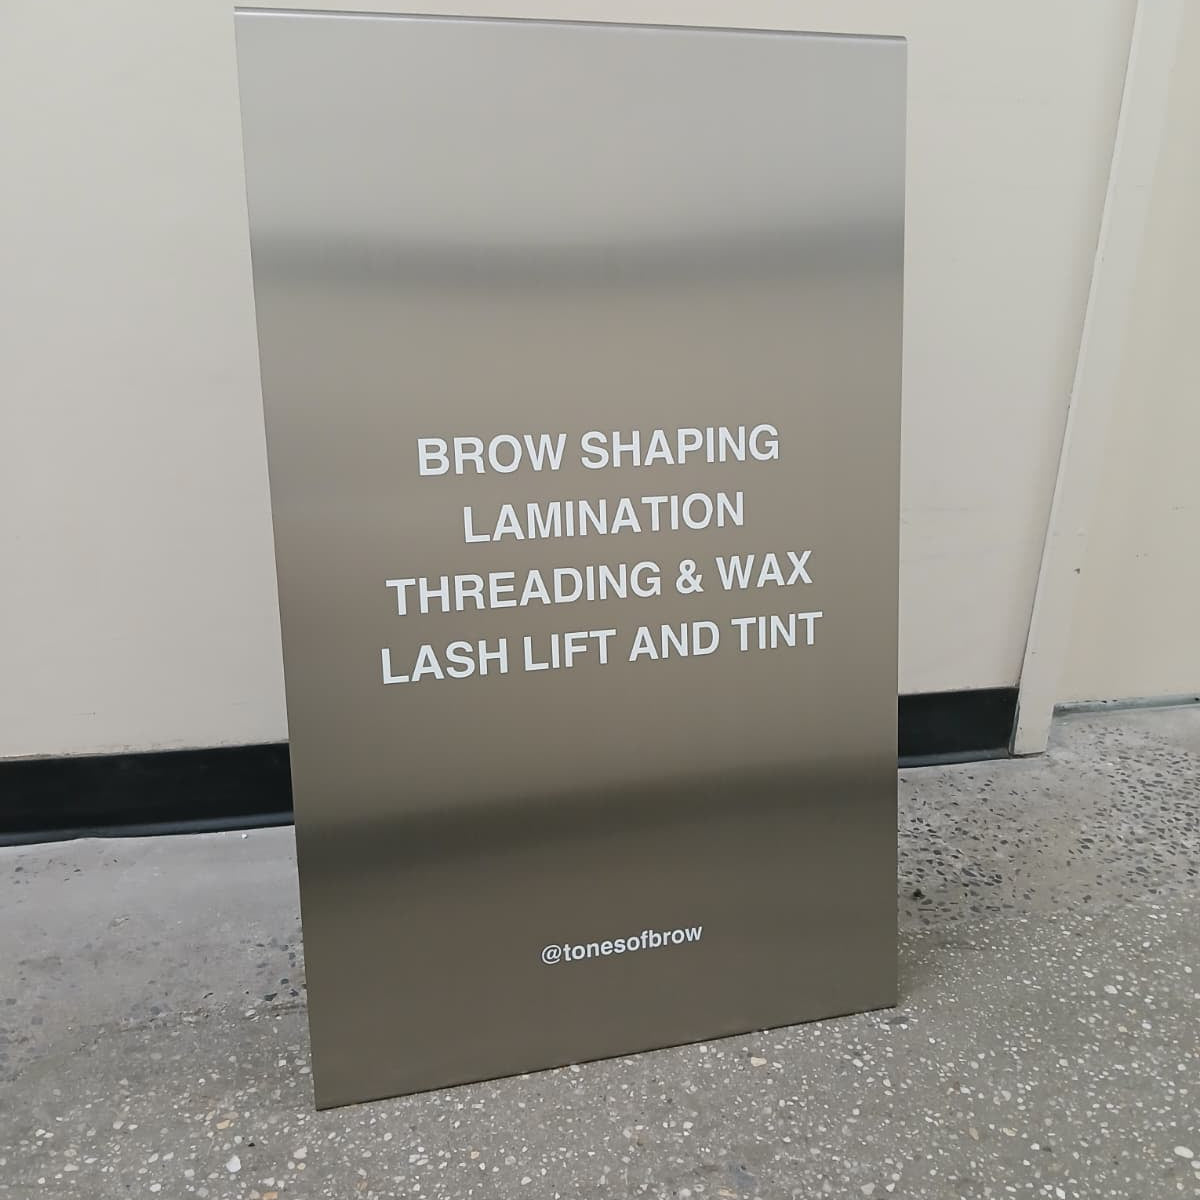 BROW SHAPING
LAMINATION
THREADING & WAX
LASH LIFT AND TINT
@tonesofbrow